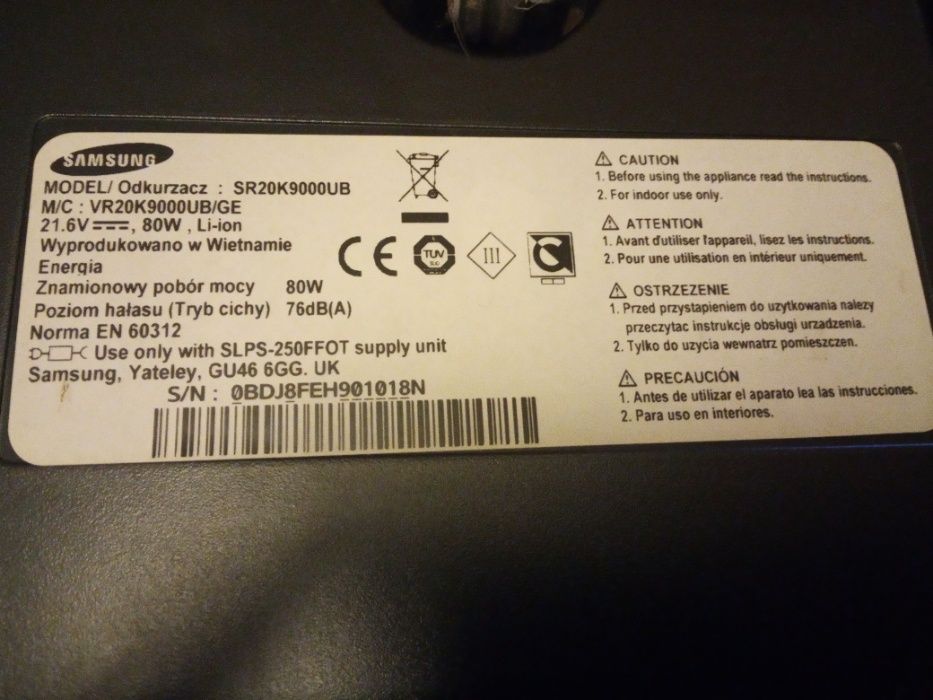 SAMSUNG
MODEL/ Odkurzacz : SR20K9000UB
M/C : VR20K9000UB/GE
21.6V⎓, 80W , Li-ion
Wyprodukowano w Wietnamie
Energia
Znamionowy pobór mocy 80W
Poziom hałasu (Tryb cichy) 76dB(A)
Norma EN 60312
Use only with SLPS-250FFOT supply unit
Samsung, Yateley, GU46 6GG. UK
S/N : 0BDJ8FEH901018N
CE
TUV
III
CAUTION
1. Before using the appliance read the instructions.
2. For indoor use only.
ATTENTION
1. Avant d'utiliser l'appareil, lisez les instructions.
2. Pour une utilisation en intérieur uniquement.
OSTRZEZENIE
1. Przed przystapieniem do uzytkowania nalezy
przeczytac instrukcje obsługi urzadzenia.
2. Tylko do uzycia wewnatrz pomieszczen.
PRECAUCIÓN
1. Antes de utilizar el aparato lea las instrucciones.
2. Para uso en interiores.